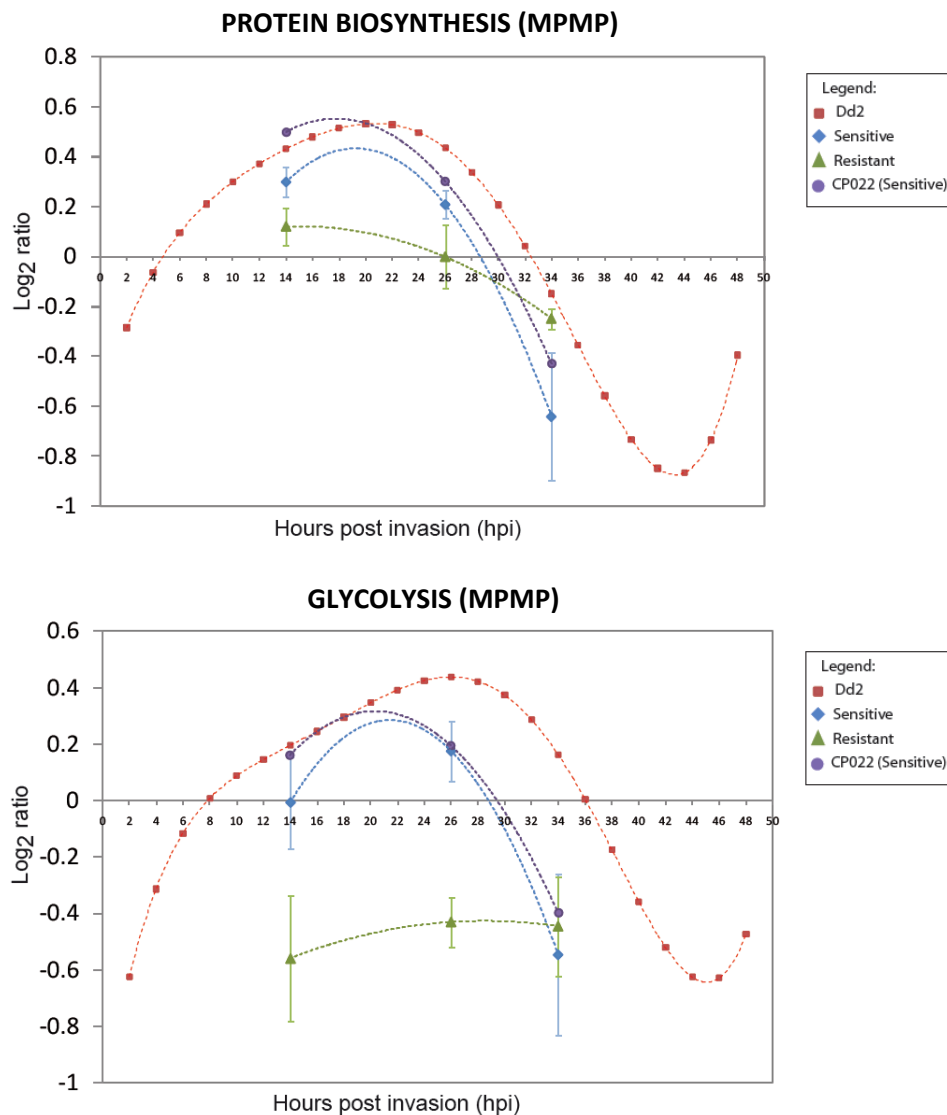 PROTEIN BIOSYNTHESIS (MPMP)
0.8
0.6
0.4
0.2
0
-0.2
-0.4
-0.6
-0.8
-1
Log2 ratio
0 2 4 6 8 10 12 14 16 18 20 22 24 26 28 30 32 34 36 38 40 42 44 46 48 50
Hours post invasion (hpi)
Legend:
Dd2
Sensitive
Resistant
CP022 (Sensitive)
GLYCOLYSIS (MPMP)
0.6
0.4
0.2
0
-0.2
-0.4
-0.6
-0.8
-1
Log2 ratio
0 2 4 6 8 10 12 14 16 18 20 22 24 26 28 30 32 34 36 38 40 42 44 46 48 50
Hours post invasion (hpi)
Legend:
Dd2
Sensitive
Resistant
CP022 (Sensitive)